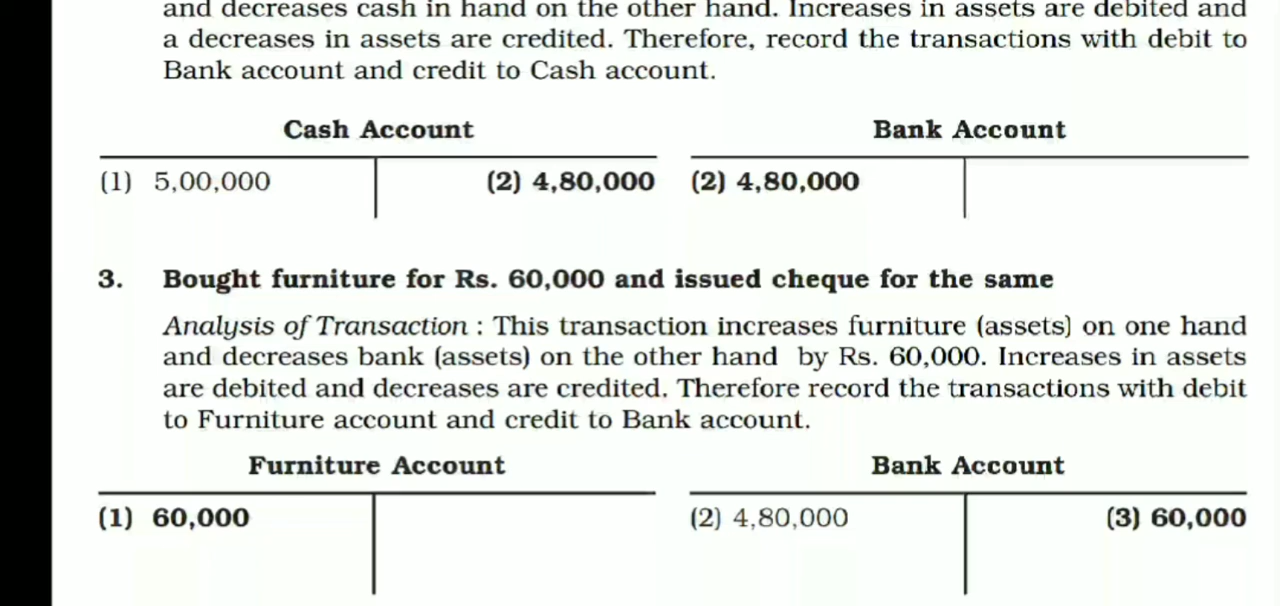 and decreases cash in hand on the other hand. Increases in assets are debited and
a decreases in assets are credited. Therefore, record the transactions with debit to
Bank account and credit to Cash account.
Cash Account Bank Account
(1) 5,00,000 (2) 4,80,000 (2) 4,80,000
3. Bought furniture for Rs. 60,000 and issued cheque for the same
Analysis of Transaction : This transaction increases furniture (assets) on one hand
and decreases bank (assets) on the other hand by Rs. 60,000. Increases in assets
are debited and decreases are credited. Therefore record the transactions with debit
to Furniture account and credit to Bank account.
Furniture Account Bank Account
(1) 60,000 (2) 4,80,000 (3) 60,000